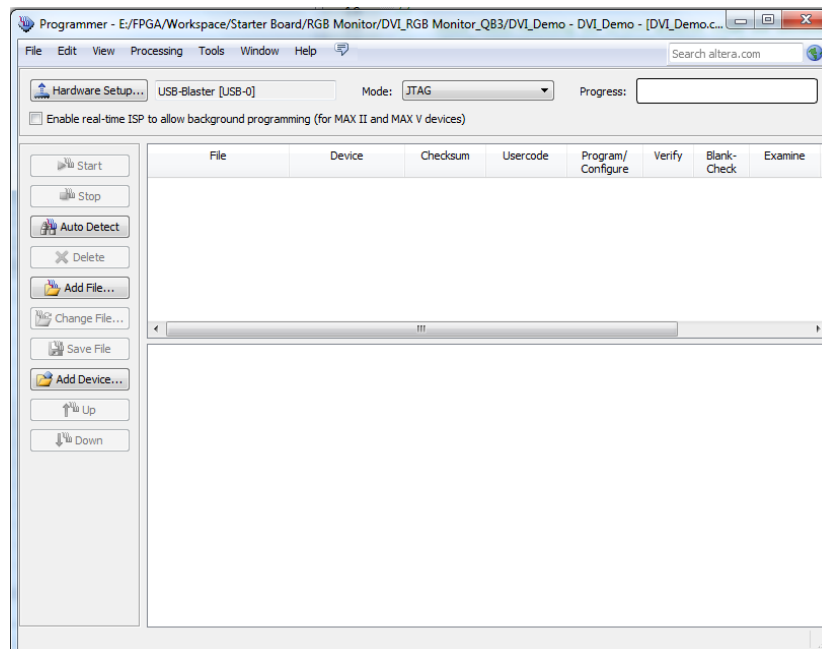 Programmer - E:/FPGA/Workspace/Starter Board/RGB Monitor/DVI_RGB Monitor_QB3/DVI_Demo - DVI_Demo - [DVI_Demo.c...
File Edit View Processing Tools Window Help Search altera.com
Hardware Setup... USB-Blaster [USB-0] Mode: JTAG Progress:
Enable real-time ISP to allow background programming (for MAX II and MAX V devices)
File Device Checksum Usercode Program/ Verify Blank- Examine
Configure Check
Start
Stop
Auto Detect
Delete
Add File...
Change File...
Save File
Add Device...
Up
Down